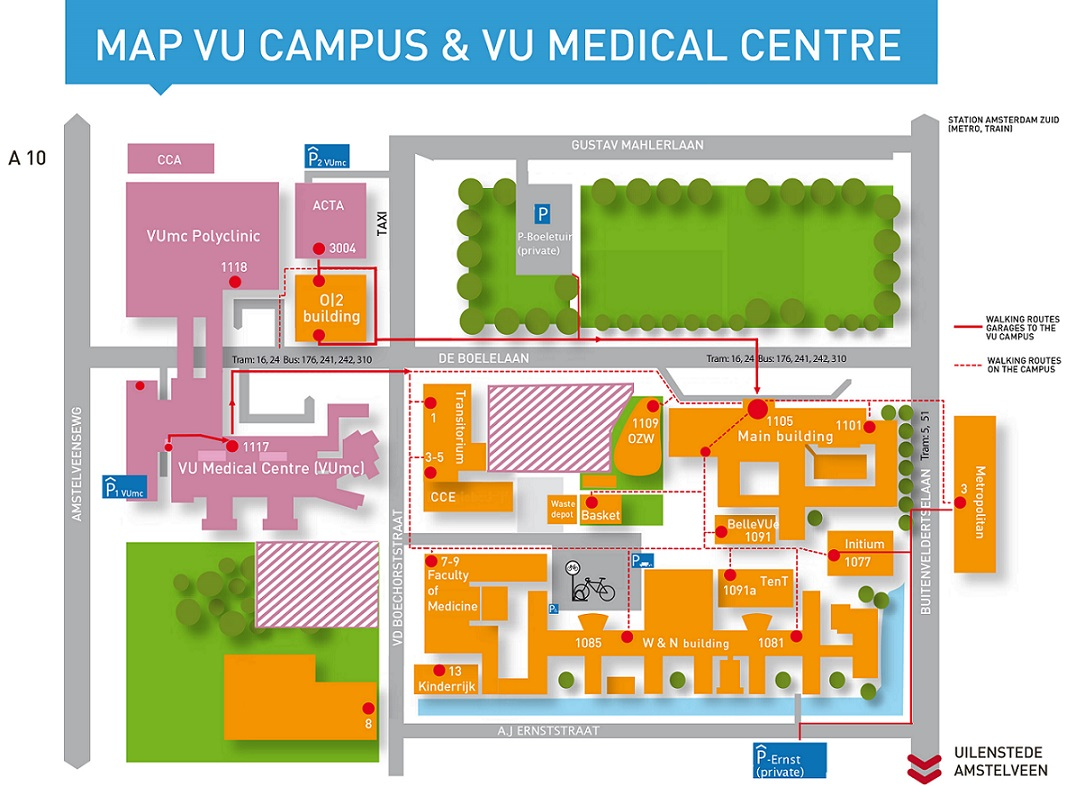 MAP VU CAMPUS & VU MEDICAL CENTRE
STATION AMSTERDAM ZUID
(METRO, TRAIN)
A 10
CCA
P2 VUmc
GUSTAV MAHLERLAAN
ACTA
TAXI
VUmc Polyclinic
3004
P
P-Boeletuin
(private)
1118
O|2
building
WALKING ROUTES
GARAGES TO THE
VU CAMPUS
Tram: 16, 24 Bus: 176, 241, 242, 310
DE BOELELAAN
Tram: 16, 24 Bus: 176, 241, 242, 310
WALKING ROUTES
ON THE CAMPUS
AMSTELVEENSEWG
1
Transitorium
1109
OZW
1105
Main building
1101
Tram: 5, 51
1117
VU Medical Centre (VUmc)
3-5
CCE
P1 VUmc
Waste
depot
Basket
BelleVUe
1091
Initium
1077
3
Metropolitan
BUITENVELDERTSELAAN
VD BOECHORSTSTRAAT
7-9
Faculty
of
Medicine
P
P
TenT
1091a
1085
W & N building
1081
13
Kinderrijk
8
A.J ERNSTSTRAAT
P-Ernst
(private)
UILENSTEDE
AMSTELVEEN